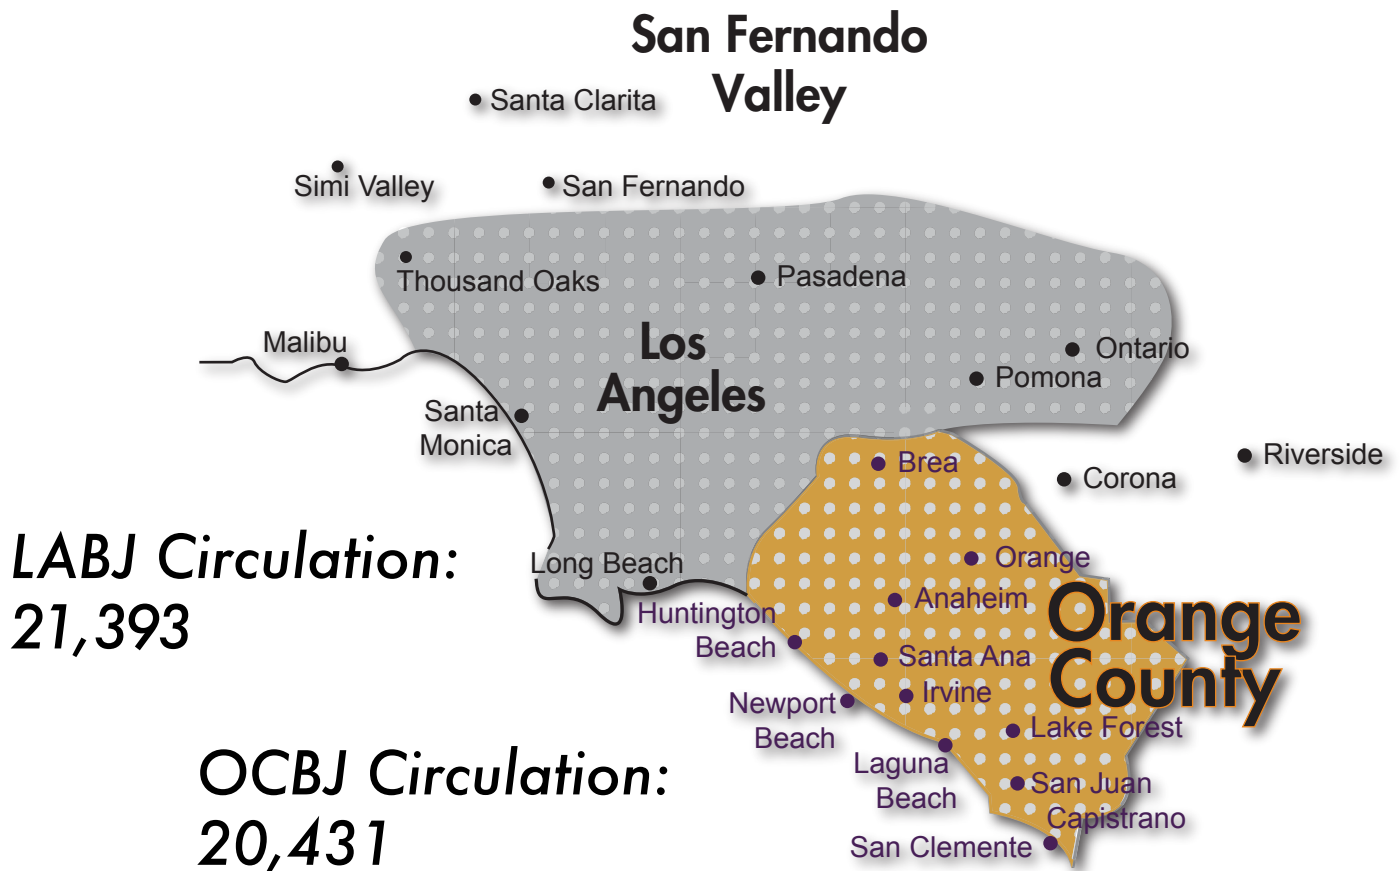 San Fernando
Valley
Santa Clarita
Simi Valley
San Fernando
Thousand Oaks
Pasadena
Malibu
Los
Angeles
Ontario
Pomona
Santa
Monica
Brea
Riverside
Corona
LABJ Circulation:
21,393
Long Beach
Orange
Anaheim
Huntington
Beach
Orange
County
Santa Ana
Irvine
Newport
Beach
Lake Forest
Laguna
Beach
San Juan
Capistrano
San Clemente
OCBJ Circulation:
20,431